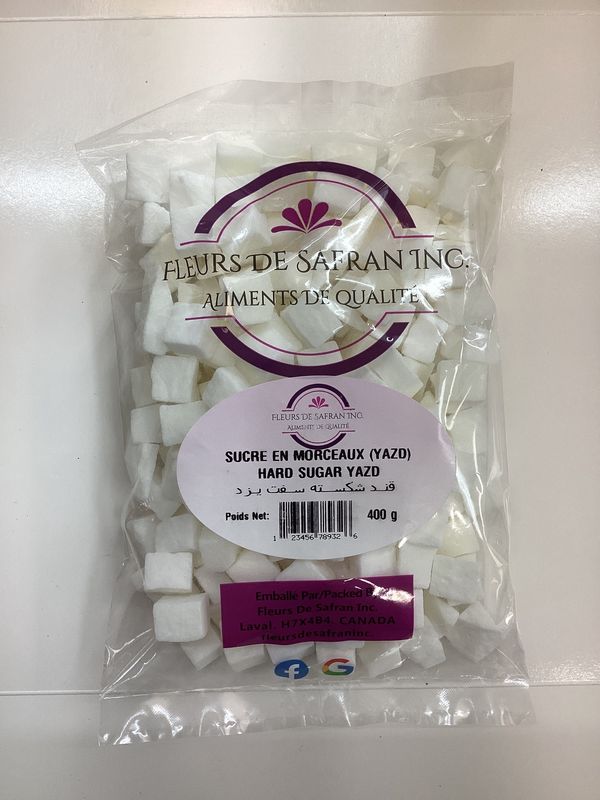 FLEURS DE SAFRAN INC.
ALIMENTS DE QUALITÉ
FLEURS DE SAFRAN INC.
ALIMENTS DE QUALITÉ
SUCRE EN MORCEAUX (YAZD)
HARD SUGAR YAZD
قند شکسته سفت یزد
Poids Net: 400 g
1 23456 78932 6
Emballé Par/Packed
Fleurs De Safran Inc.
Laval, H7X4B4, CANADA
fleursdesafraninc.
f G